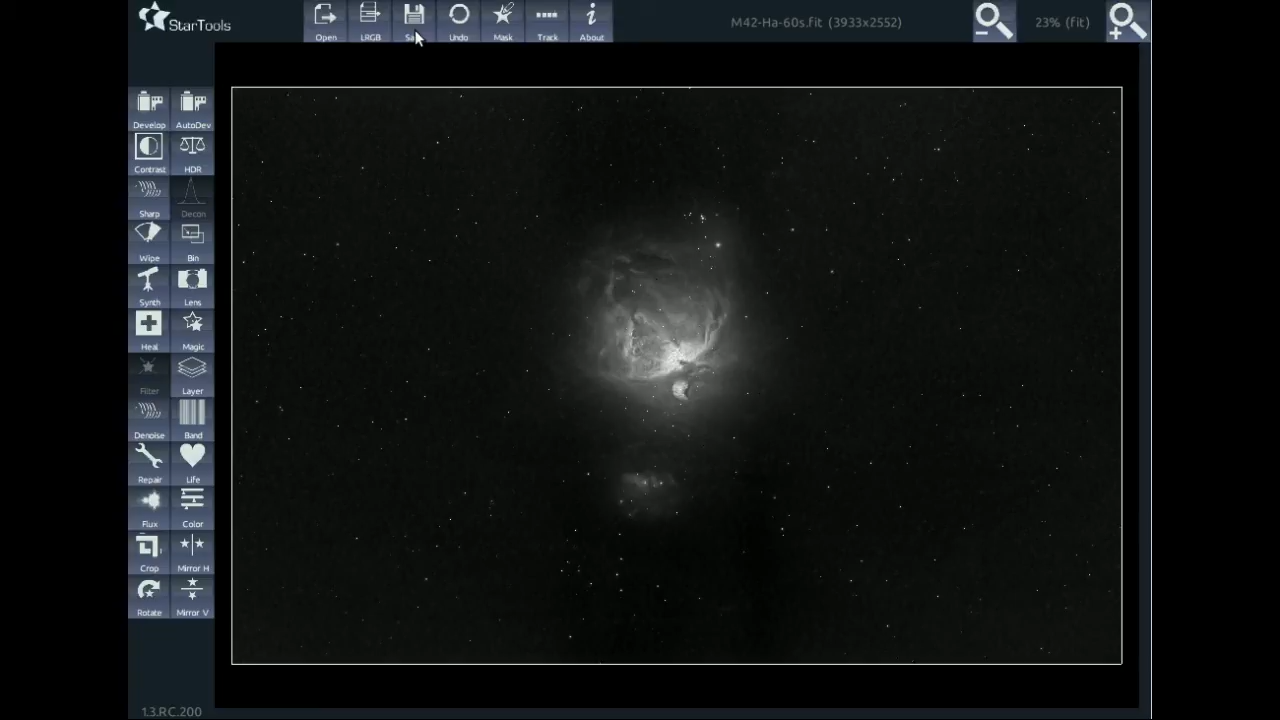 StarTools
Open LRGB Save Undo Mask Track About
M42-Ha-60s.fit (3933x2552)
23% (fit)
Develop AutoDev
Contrast HDR
Sharp Decon
Wipe Bin
Synth Lens
Heal Magic
Filter Layer
Denoise Band
Repair Life
Flux Color
Crop Mirror H
Rotate Mirror V
1.3.RC.200